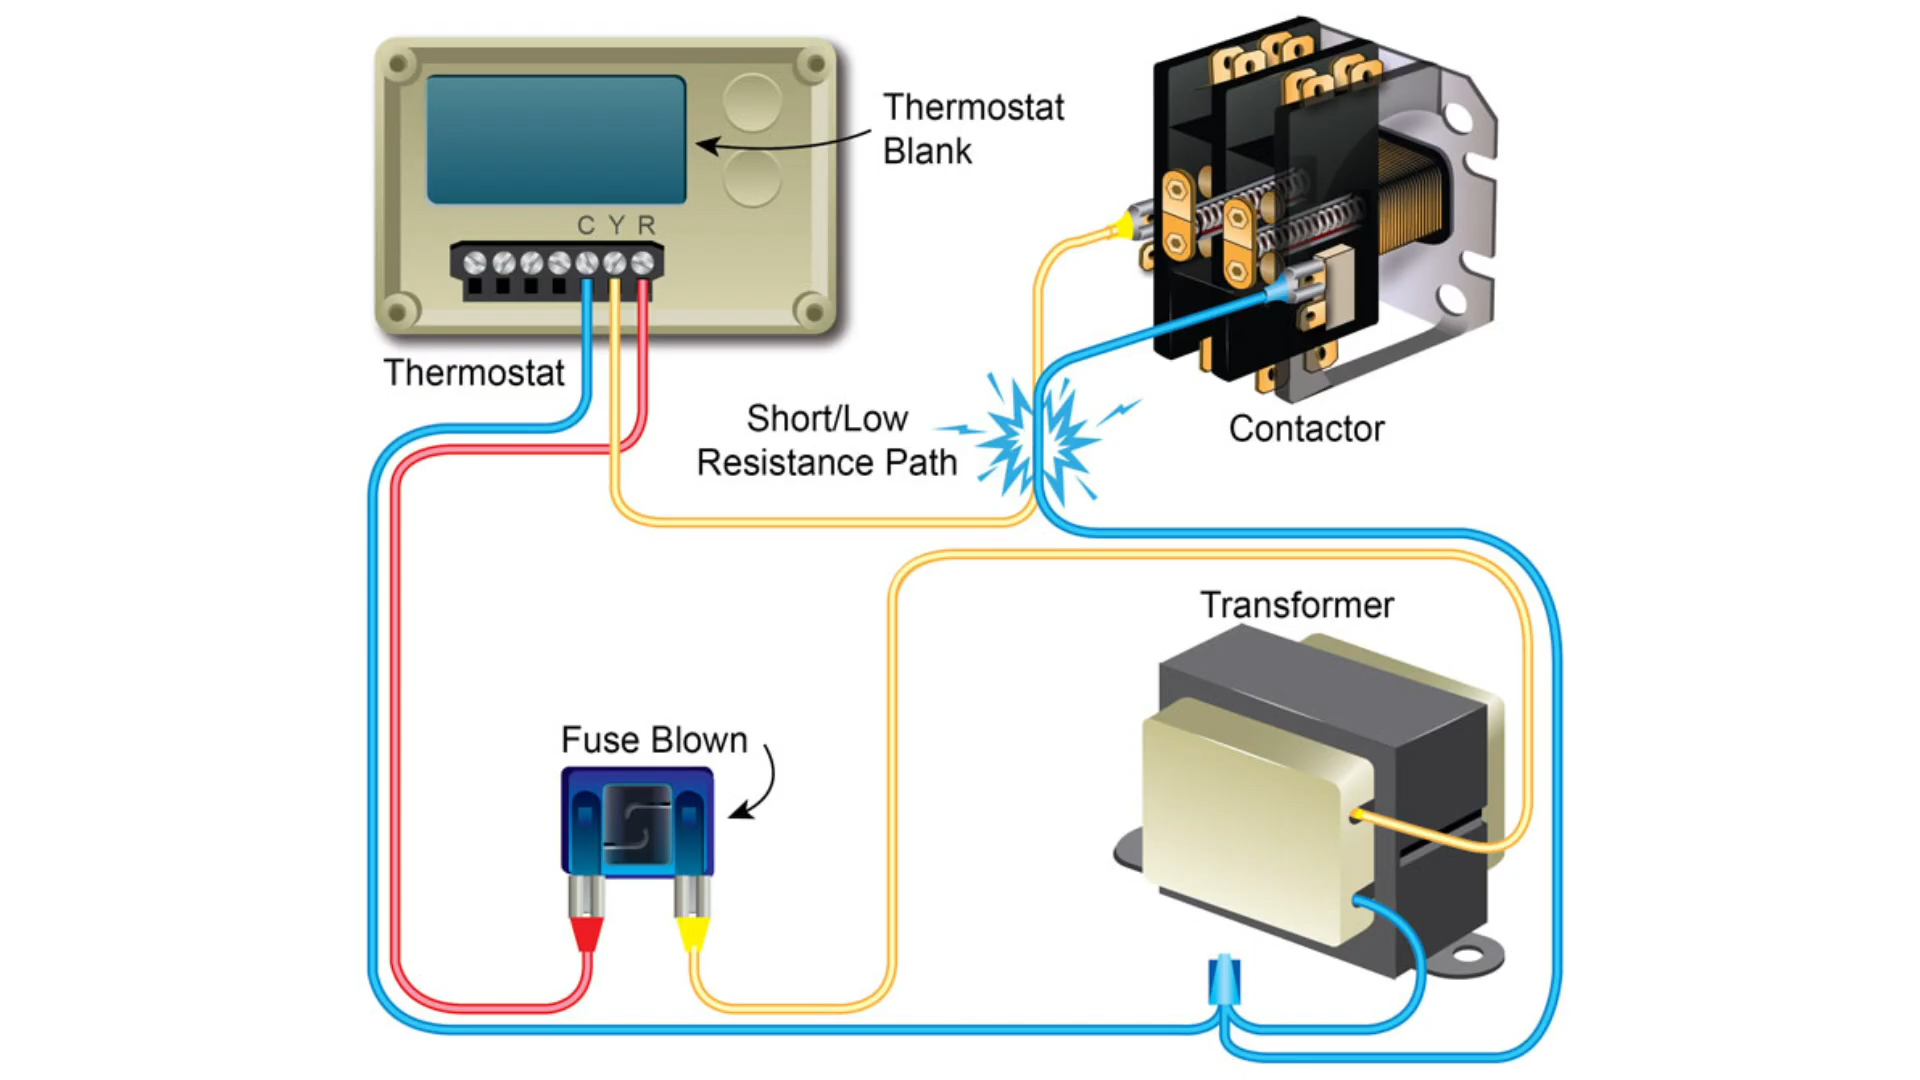 Thermostat
Blank
C Y R
Thermostat
Short/Low
Resistance Path
Contactor
Transformer
Fuse Blown